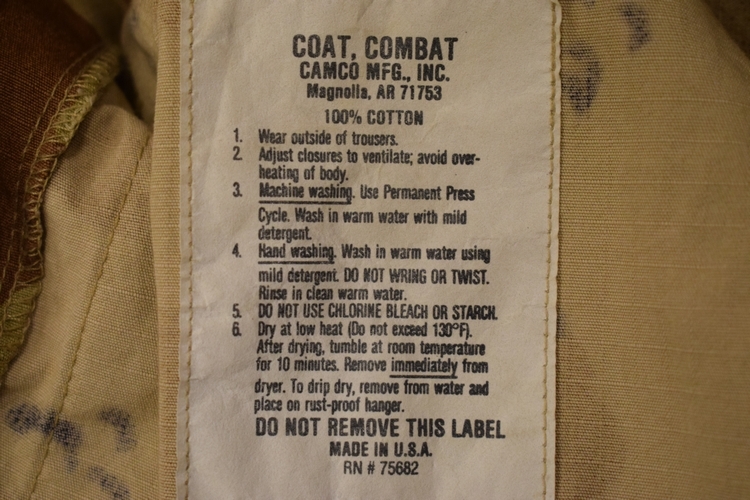 COAT, COMBAT
CAMCO MFG., INC.
Magnolia, AR 71753
100% COTTON
1. Wear outside of trousers.
2. Adjust closures to ventilate; avoid over-
heating of body.
3. Machine washing. Use Permanent Press
Cycle. Wash in warm water with mild
detergent.
4. Hand washing. Wash in warm water using
mild detergent. DO NOT WRING OR TWIST.
Rinse in clean warm water.
5. DO NOT USE CHLORINE BLEACH OR STARCH.
6. Dry at low heat (Do not exceed 130°F).
After drying, tumble at room temperature
for 10 minutes. Remove immediately from
dryer. To drip dry, remove from water and
place on rust-proof hanger.
DO NOT REMOVE THIS LABEL
MADE IN U.S.A.
RN # 75682